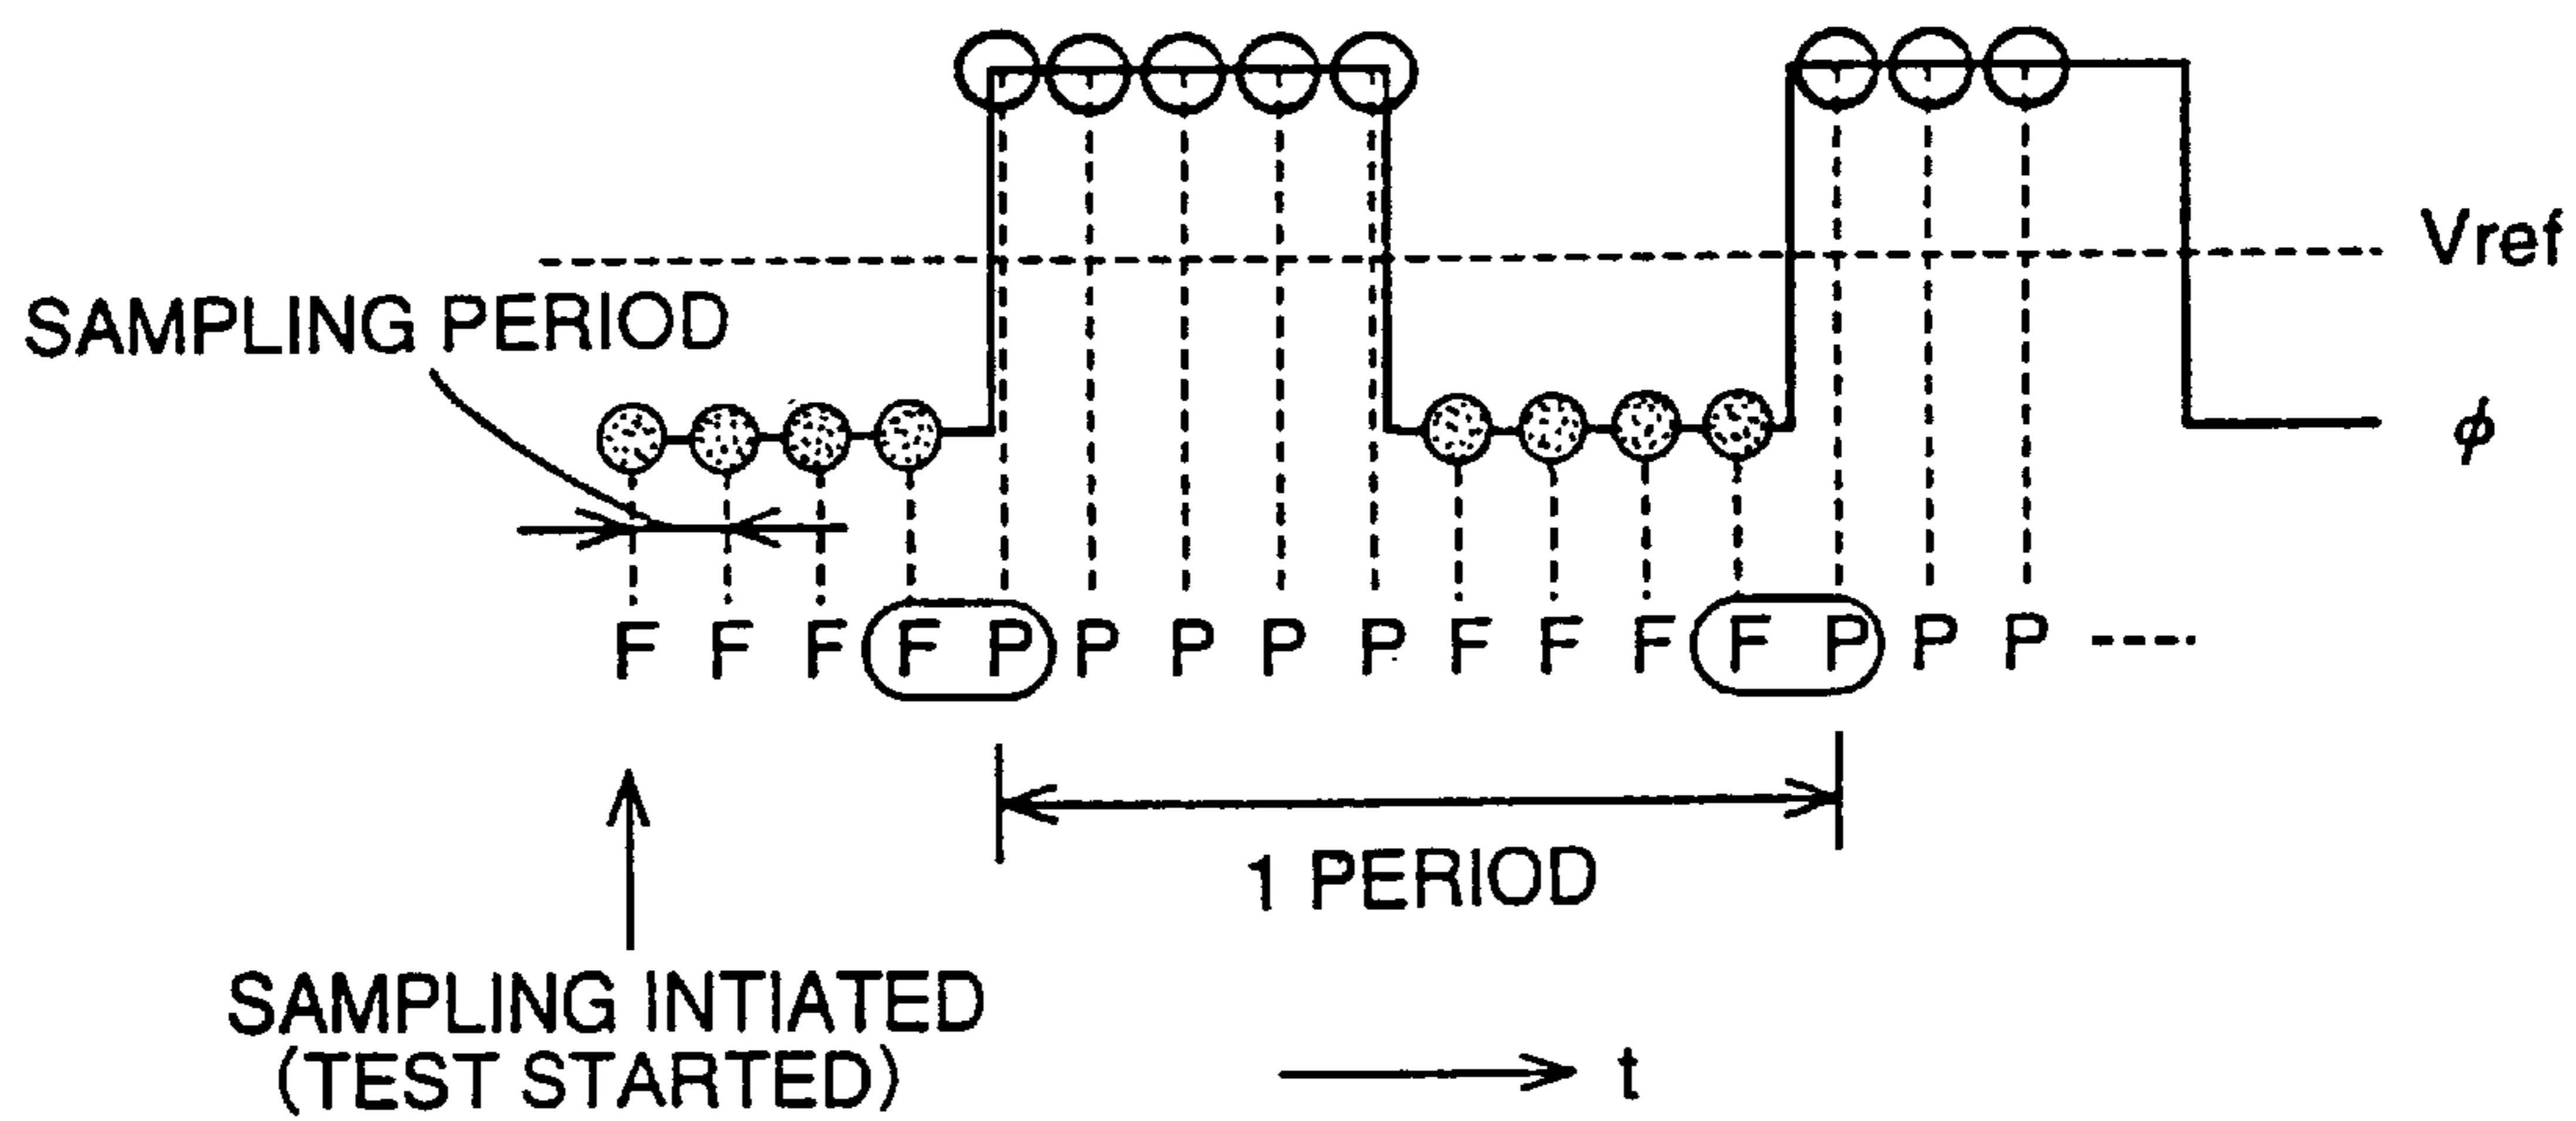 Vref
SAMPLING PERIOD
ϕ
F F F F P P P P P F F F F P P P ----
1 PERIOD
SAMPLING INTIATED
(TEST STARTED)
t